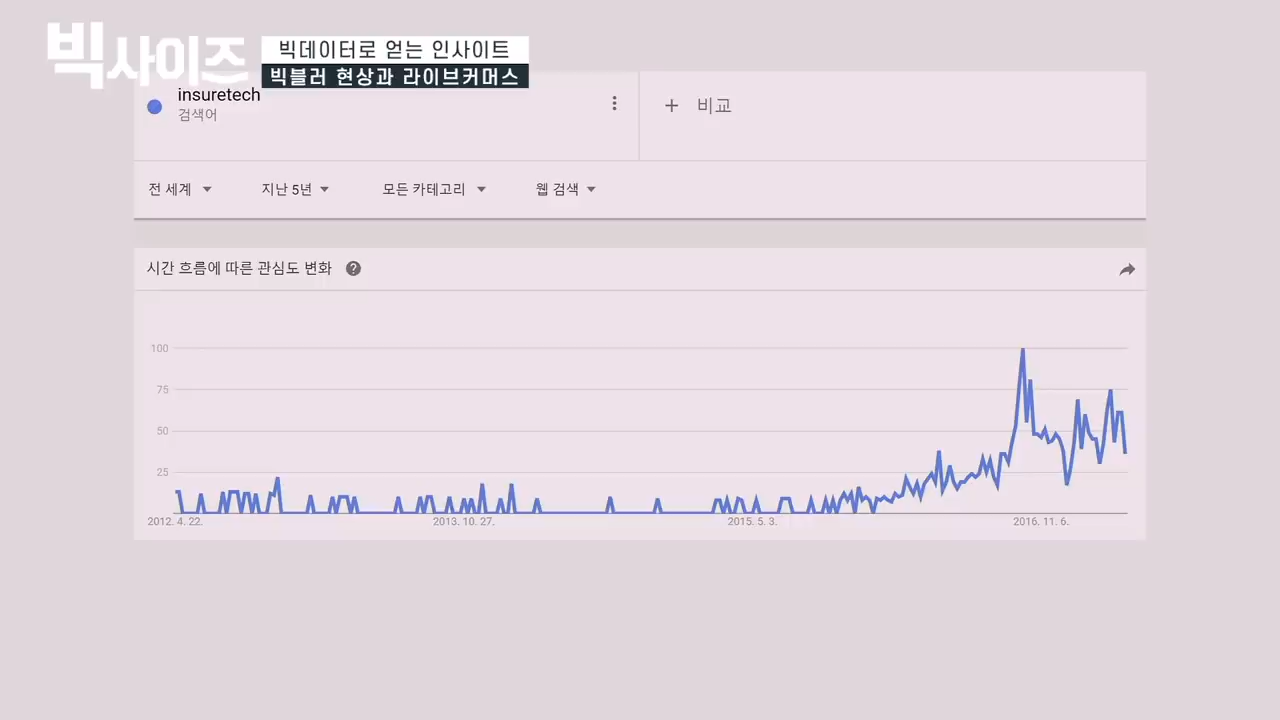 빅사이즈
빅데이터로 얻는 인사이트
빅블러 현상과 라이브커머스
insuretech
검색어
+ 비교
전 세계
지난 5년
모든 카테고리
웹 검색
시간 흐름에 따른 관심도 변화
100
75
50
25
2012. 4. 22.
2013. 10. 27.
2015. 5. 3.
2016. 11. 6.